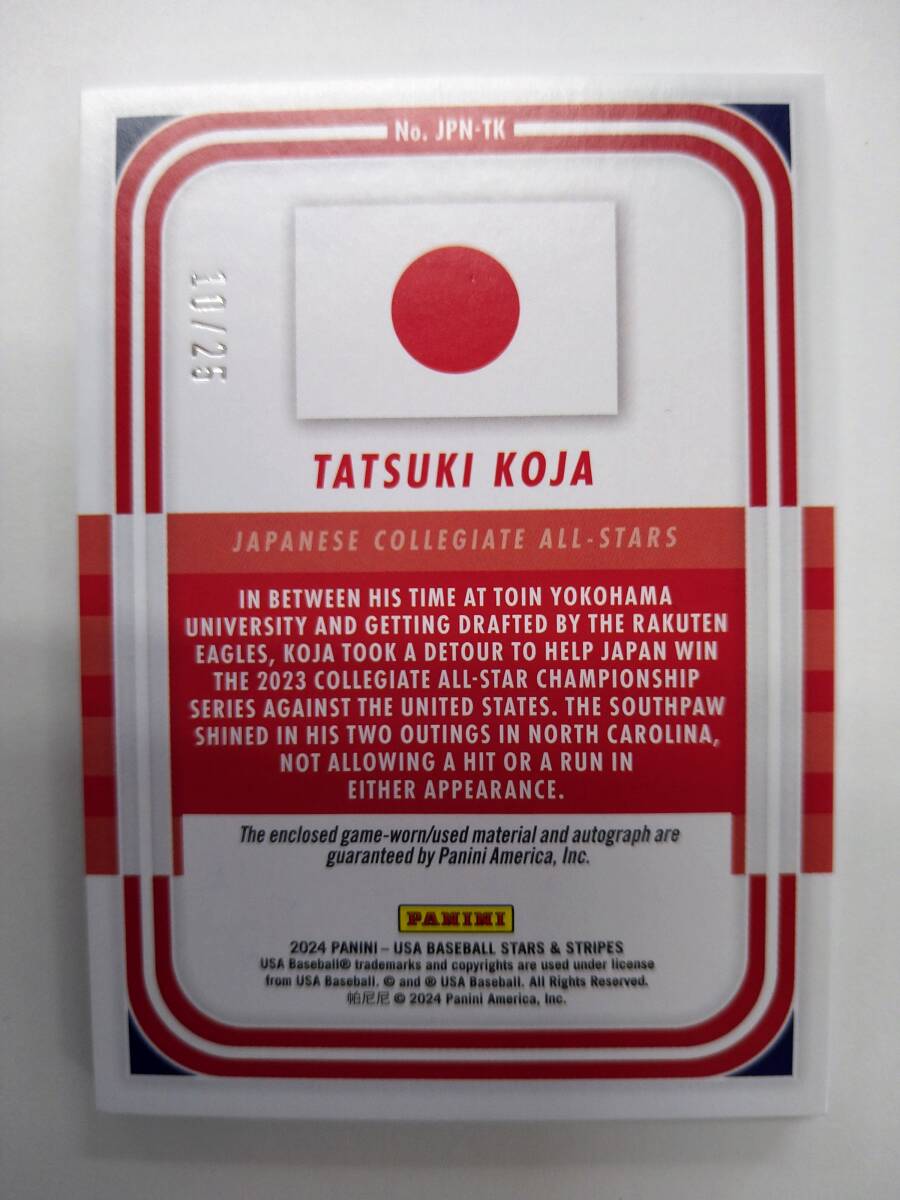 No. JPN-TK
10/25
TATSUKI KOJA
JAPANESE COLLEGIATE ALL-STARS
IN BETWEEN HIS TIME AT TOIN YOKOHAMA
UNIVERSITY AND GETTING DRAFTED BY THE RAKUTEN
EAGLES, KOJA TOOK A DETOUR TO HELP JAPAN WIN
THE 2023 COLLEGIATE ALL-STAR CHAMPIONSHIP
SERIES AGAINST THE UNITED STATES. THE SOUTHPAW
SHINED IN HIS TWO OUTINGS IN NORTH CAROLINA,
NOT ALLOWING A HIT OR A RUN IN
EITHER APPEARANCE.
The enclosed game-worn/used material and autograph are
guaranteed by Panini America, Inc.
PANINI
2024 PANINI – USA BASEBALL STARS & STRIPES
USA Baseball® trademarks and copyrights are used under license
from USA Baseball. © and ® USA Baseball. All Rights Reserved.
帕尼尼 © 2024 Panini America, Inc.